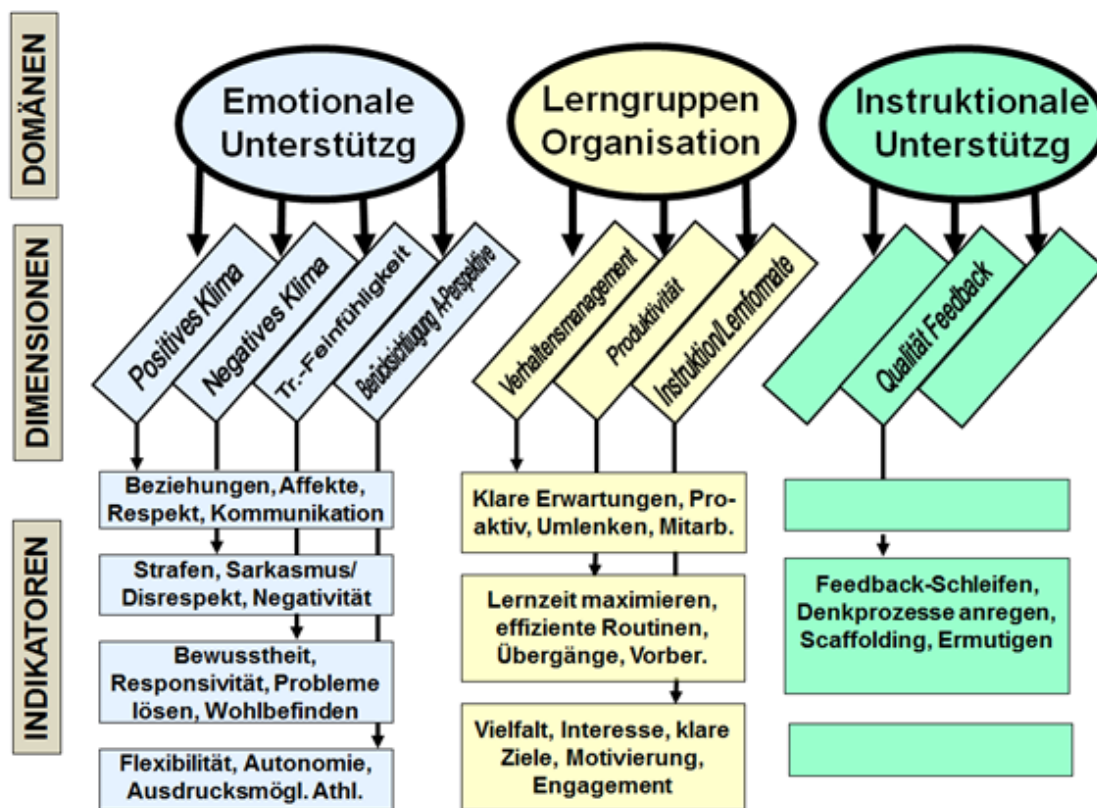 DOMÄNEN
Emotionale
Unterstützg
Lerngruppen
Organisation
Instruktionale
Unterstützg
DIMENSIONEN
Positives Klima
Negatives Klima
Tr.-Feinfühligkeit
Berücksichtigung A-Perspektive
Verhaltensmanagement
Produktivität
Instruktion/Lernformate
Qualität Feedback
INDIKATOREN
Beziehungen, Affekte,
Respekt, Kommunikation
Strafen, Sarkasmus/
Disrespekt, Negativität
Bewusstheit,
Responsivität, Probleme
lösen, Wohlbefinden
Flexibilität, Autonomie,
Ausdrucksmögl. Athl.
Klare Erwartungen, Pro-
aktiv, Umlenken, Mitarb.
Lernzeit maximieren,
effiziente Routinen,
Übergänge, Vorber.
Vielfalt, Interesse, klare
Ziele, Motivierung,
Engagement
Feedback-Schleifen,
Denkprozesse anregen,
Scaffolding, Ermutigen